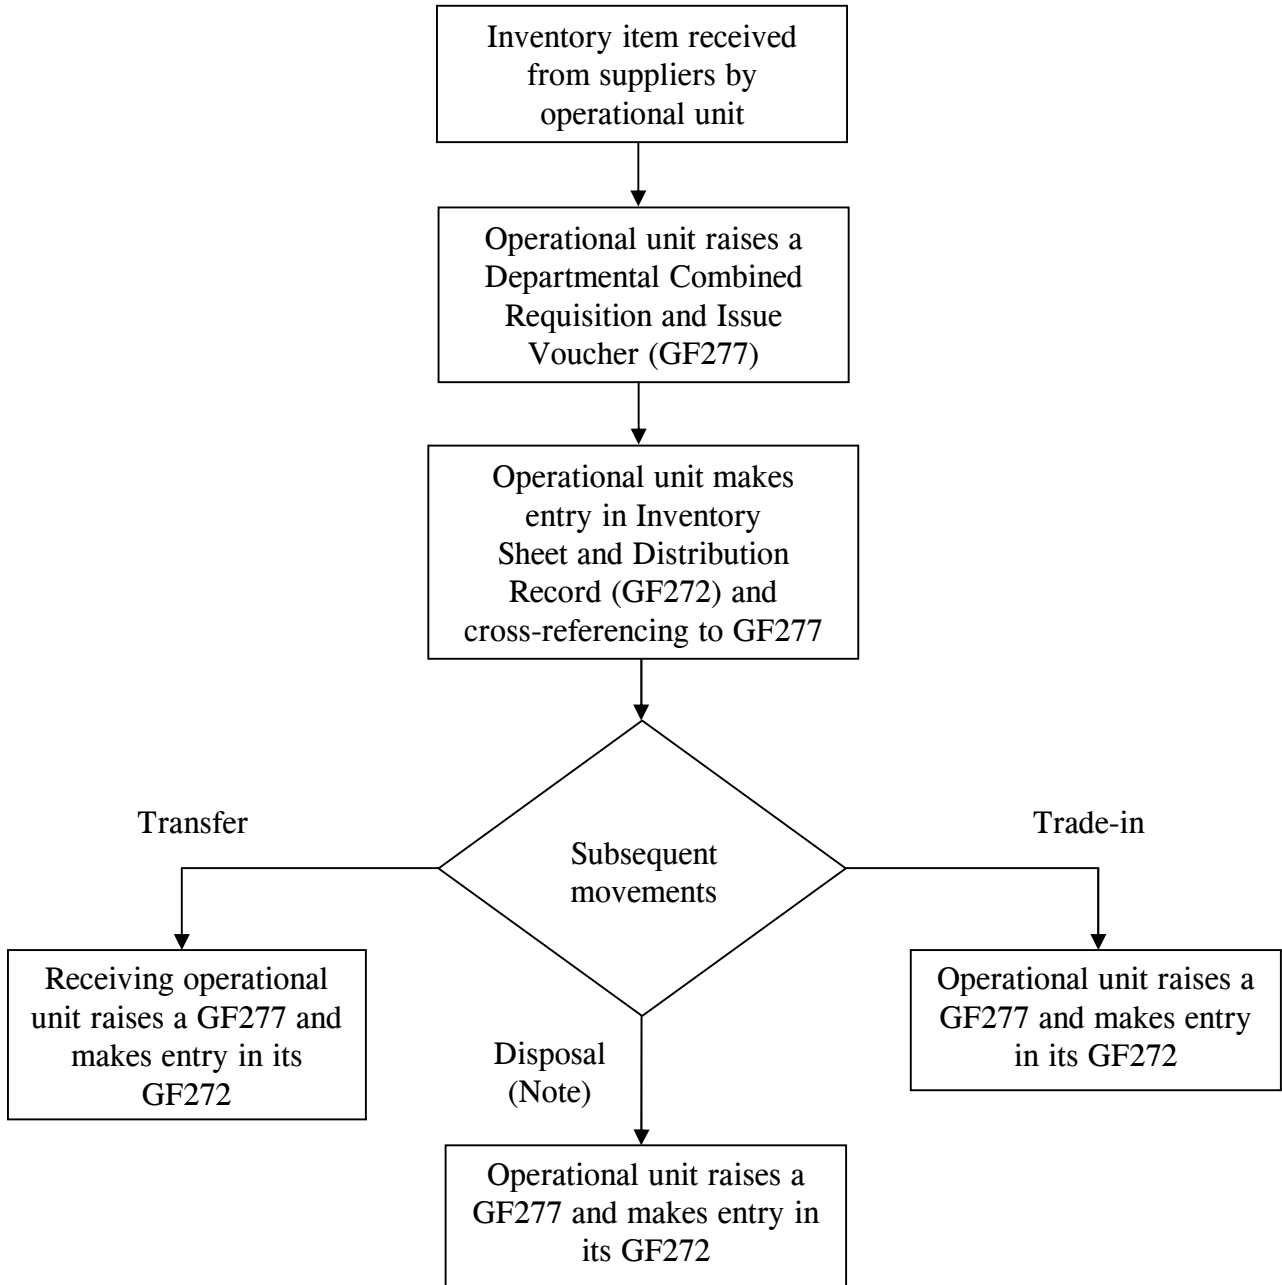 Inventory item received
from suppliers by
operational unit
Operational unit raises a
Departmental Combined
Requisition and Issue
Voucher (GF277)
Operational unit makes
entry in Inventory
Sheet and Distribution
Record (GF272) and
cross-referencing to GF277
Subsequent
movements
Transfer
Receiving operational
unit raises a GF277 and
makes entry in its
GF272
Disposal
(Note)
Operational unit raises a
GF277 and makes entry in
its GF272
Trade-in
Operational unit raises a
GF277 and makes entry
in its GF272